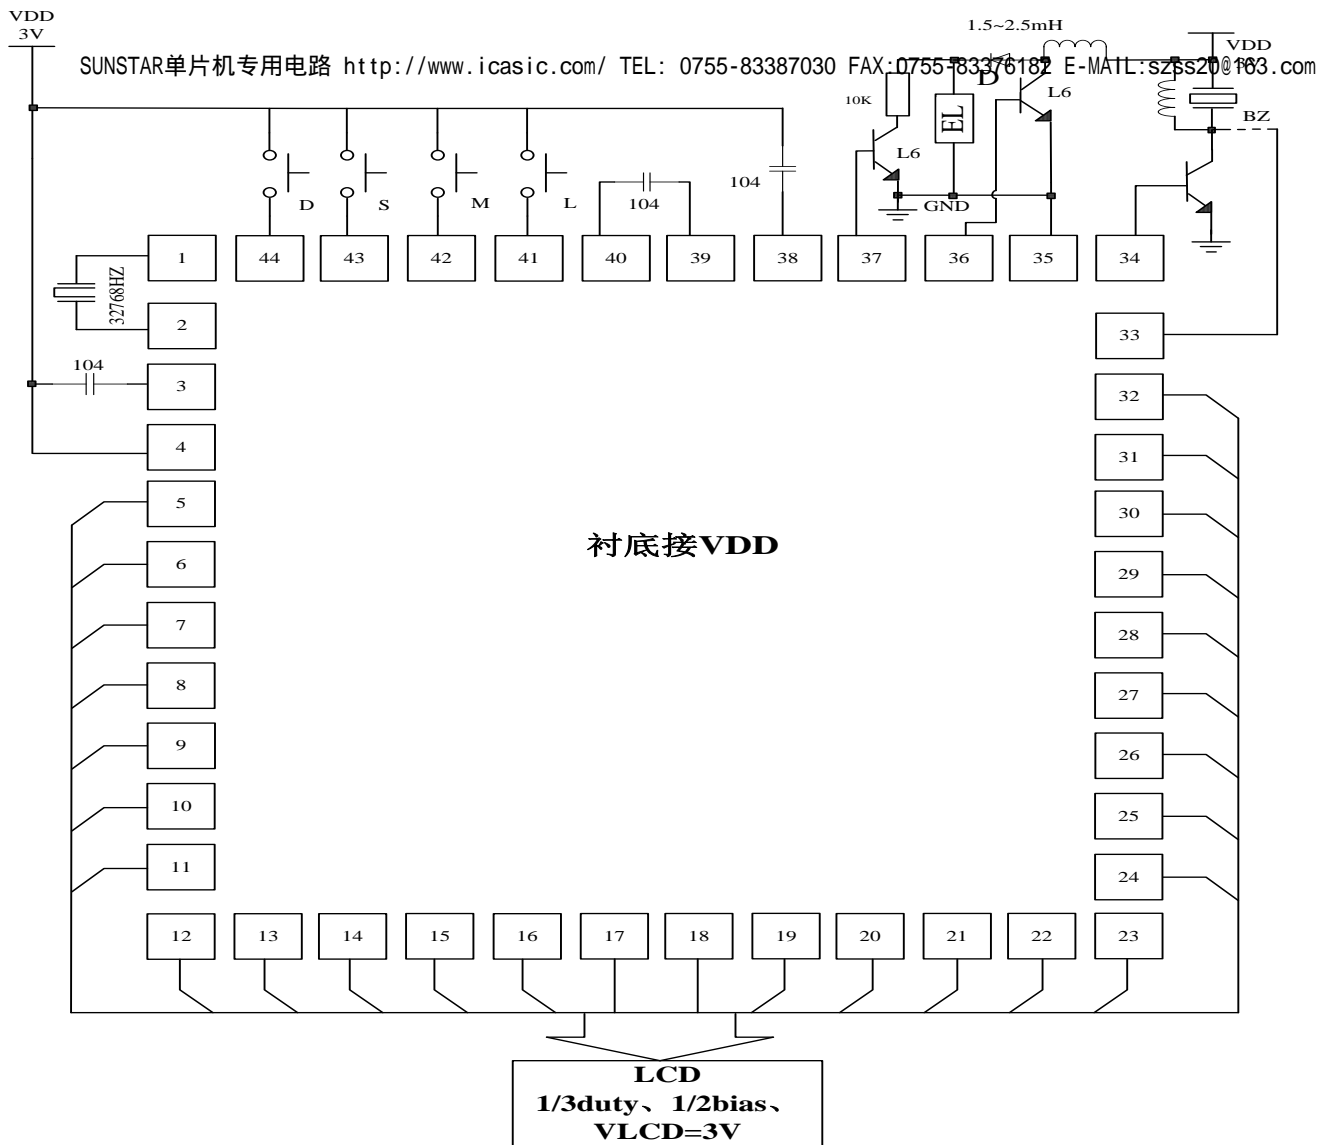 VDD
3V
1.5~2.5mH
SUNSTAR单片机专用电路 http://www.icasic.com/ TEL: 0755-83387030 FAX:0755-83376182 E-MAIL:szss20@163.com
VDD
3V
D
10K
EL
L6
BZ
L6
104
D
S
M
L
104
GND
1
44
43
42
41
40
39
38
37
36
35
34
32768HZ
2
33
104
3
32
4
31
5
30
衬底接VDD
6
29
7
28
8
27
9
26
10
25
11
24
12
13
14
15
16
17
18
19
20
21
22
23
LCD
1/3duty、1/2bias、
VLCD=3V